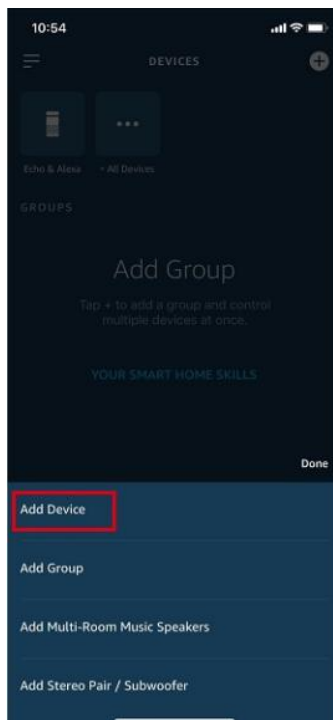 10:54
DEVICES
Echo & Alexa
All Devices
GROUPS
Add Group
Tap + to add a group and control
multiple devices at once.
YOUR SMART HOME SKILLS
Done
Add Device
Add Group
Add Multi-Room Music Speakers
Add Stereo Pair / Subwoofer